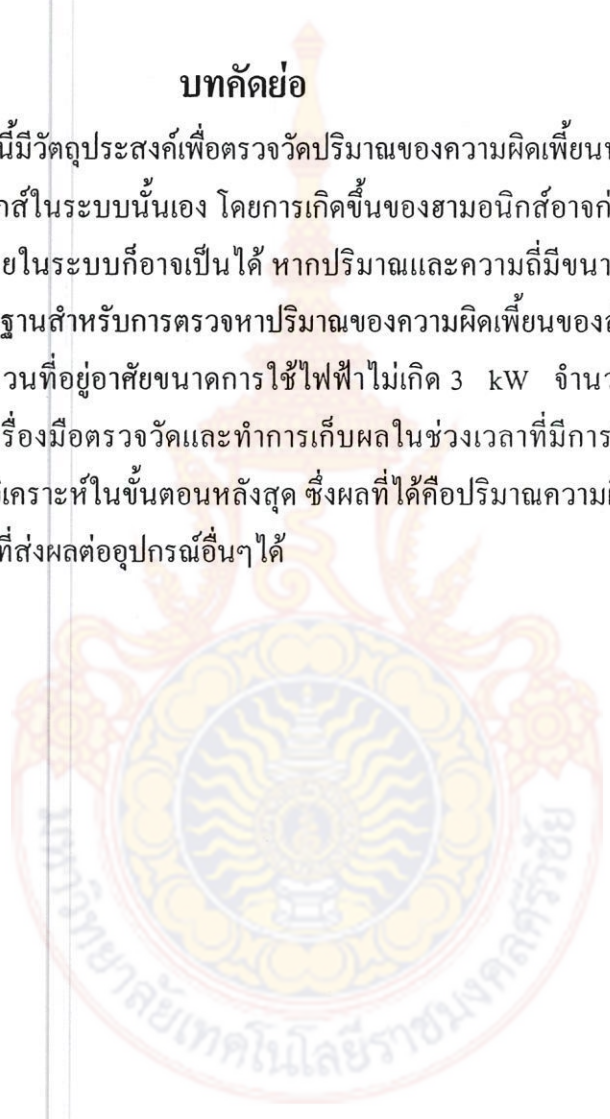 บทคัดย่อ
นี้มีวัตถุประสงค์เพื่อตรวจวัดปริมาณของความผิดเพี้ยน
กส์ในระบบนั้นเอง โดยการเกิดขึ้นของฮามอนิกส์อาจก่
ยในระบบก็อาจเป็นได้ หากปริมาณและความถี่มีขนา
ฐานสำหรับการตรวจหาปริมาณของความผิดเพี้ยนของ
วนที่อยู่อาศัยขนาดการใช้ไฟฟ้าไม่เกิด 3 kW จำนว
รื่องมือตรวจวัดและทำการเก็บผลในช่วงเวลาที่มีการ
วิเคราะห์ในขั้นตอนหลังสุด ซึ่งผลที่ได้คือปริมาณความ
ที่ส่งผลต่ออุปกรณ์อื่นๆได้
มหาวิทยาลัยเทคโนโลยีราชมงคลศรีวิชัย